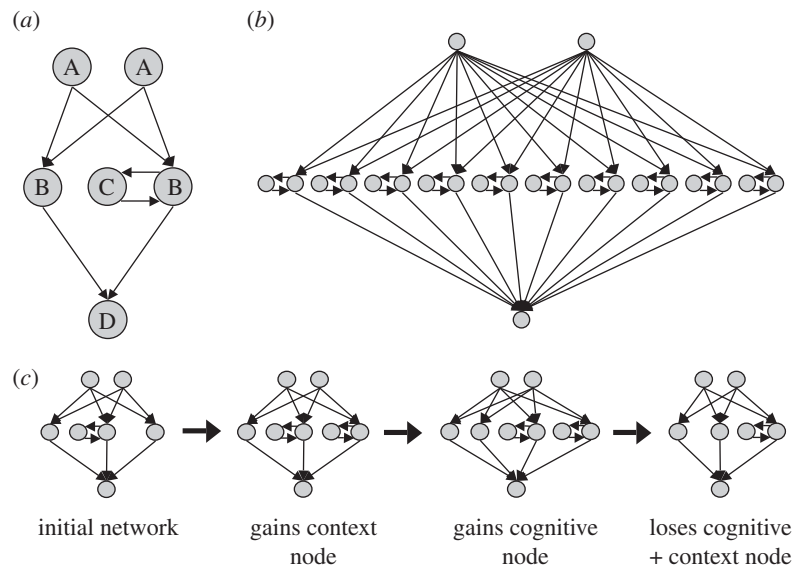 (a)
(b)
A A
B C B
D
(c)
initial network
gains context
node
gains cognitive
node
loses cognitive
+ context node